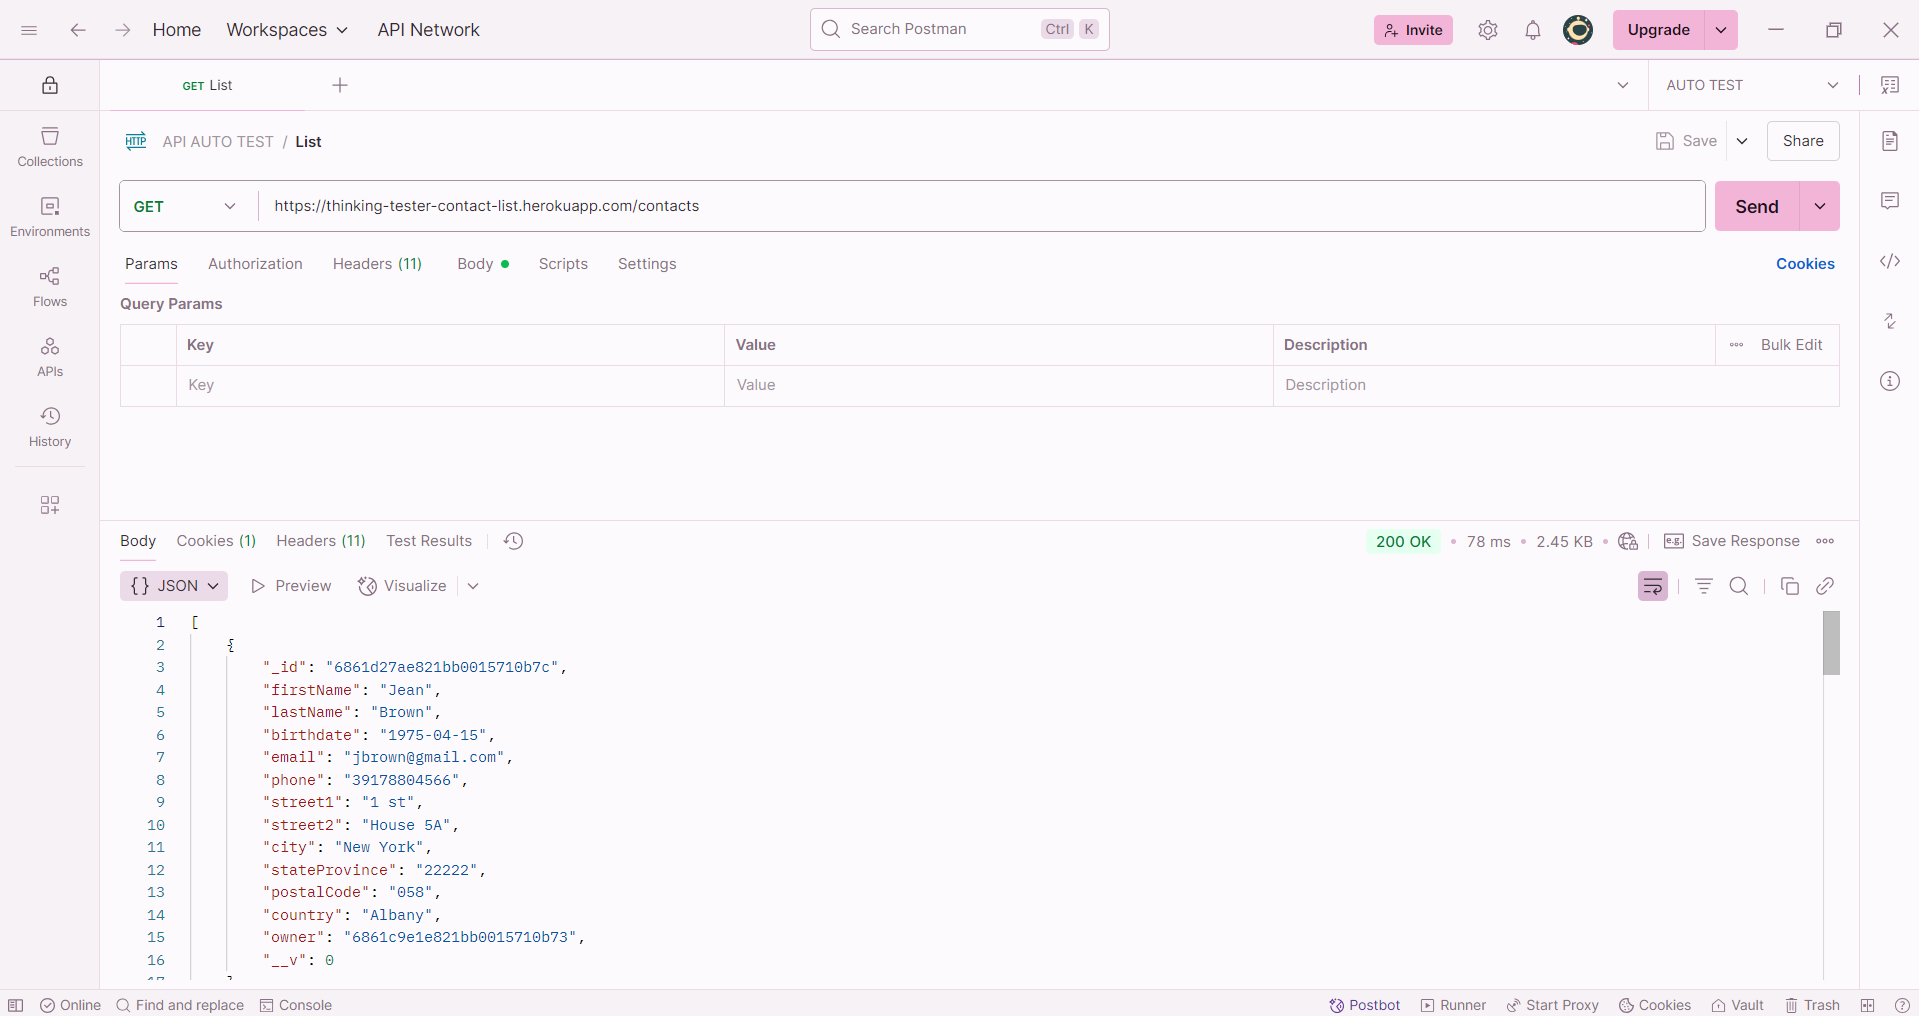 Home Workspaces API Network Search Postman Ctrl K Invite Upgrade
GET List AUTO TEST
HTTP API AUTO TEST / List Save Share
GET https://thinking-tester-contact-list.herokuapp.com/contacts Send
Params Authorization Headers (11) Body Scripts Settings Cookies
Query Params
Key Value Description Bulk Edit
Key Value Description
Collections
Environments
Flows
APIs
History
Body Cookies (1) Headers (11) Test Results 200 OK • 78 ms • 2.45 KB • e.g. Save Response
{} JSON Preview Visualize
1 [
2 {
3 "_id": "6861d27ae821bb0015710b7c",
4 "firstName": "Jean",
5 "lastName": "Brown",
6 "birthdate": "1975-04-15",
7 "email": "jbrown@gmail.com",
8 "phone": "39178804566",
9 "street1": "1 st",
10 "street2": "House 5A",
11 "city": "New York",
12 "stateProvince": "22222",
13 "postalCode": "058",
14 "country": "Albany",
15 "owner": "6861c9e1e821bb0015710b73",
16 "__v": 0
Online Find and replace Console Postbot Runner Start Proxy Cookies Vault Trash